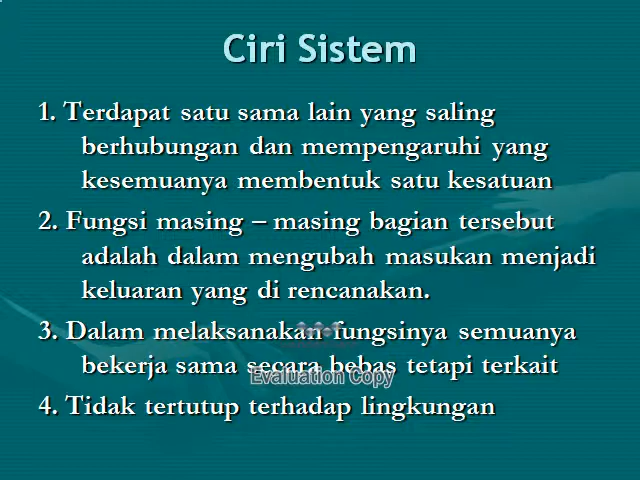 Ciri Sistem
1. Terdapat satu sama lain yang saling
berhubungan dan mempengaruhi yang
kesemuanya membentuk satu kesatuan
2. Fungsi masing – masing bagian tersebut
adalah dalam mengubah masukan menjadi
keluaran yang di rencanakan.
3. Dalam melaksanakan fungsinya semuanya
bekerja sama secara bebas tetapi terkait
Evaluation Copy
4. Tidak tertutup terhadap lingkungan